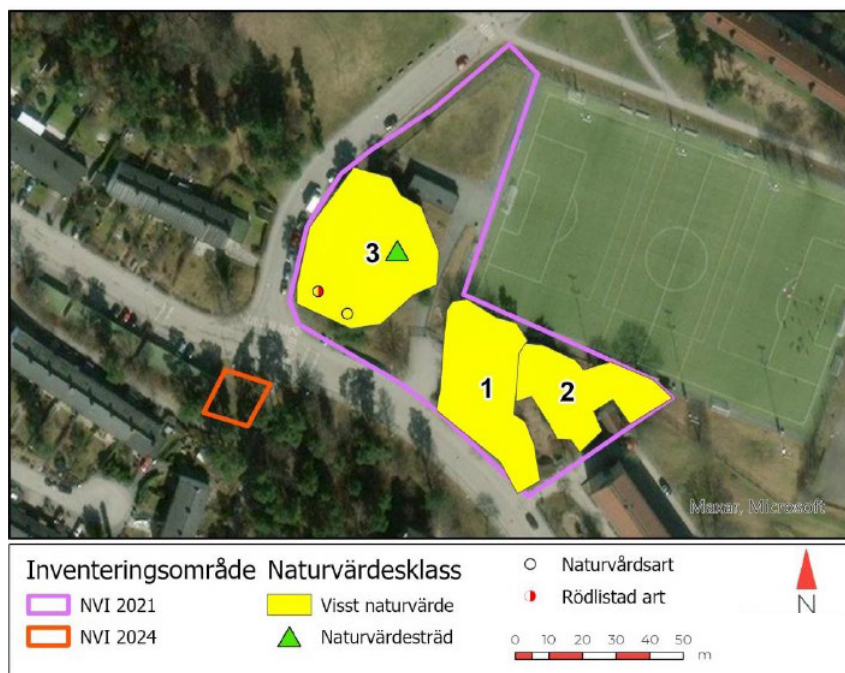 3
1
2
Maxar, Microsoft
Inventeringsområde
NVI 2021
NVI 2024
Naturvärdesklass
Visst naturvärde
Naturvärdesträd
Naturvårdsart
Rödlistad art
0 10 20 30 40 50
m
N